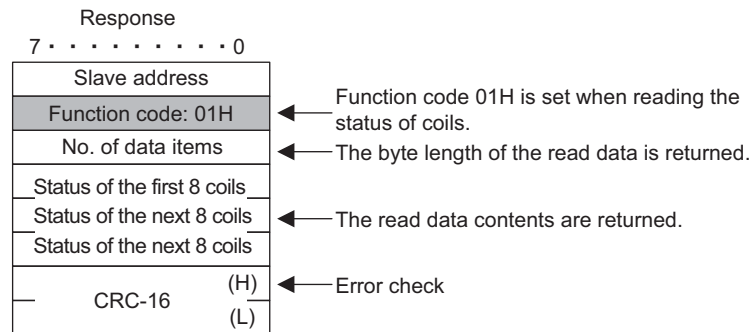 Response
7 · · · · · · · · · 0
Slave address
Function code: 01H
Function code 01H is set when reading the
status of coils.
No. of data items
The byte length of the read data is returned.
Status of the first 8 coils
Status of the next 8 coils
The read data contents are returned.
Status of the next 8 coils
CRC-16
(H)
Error check
(L)